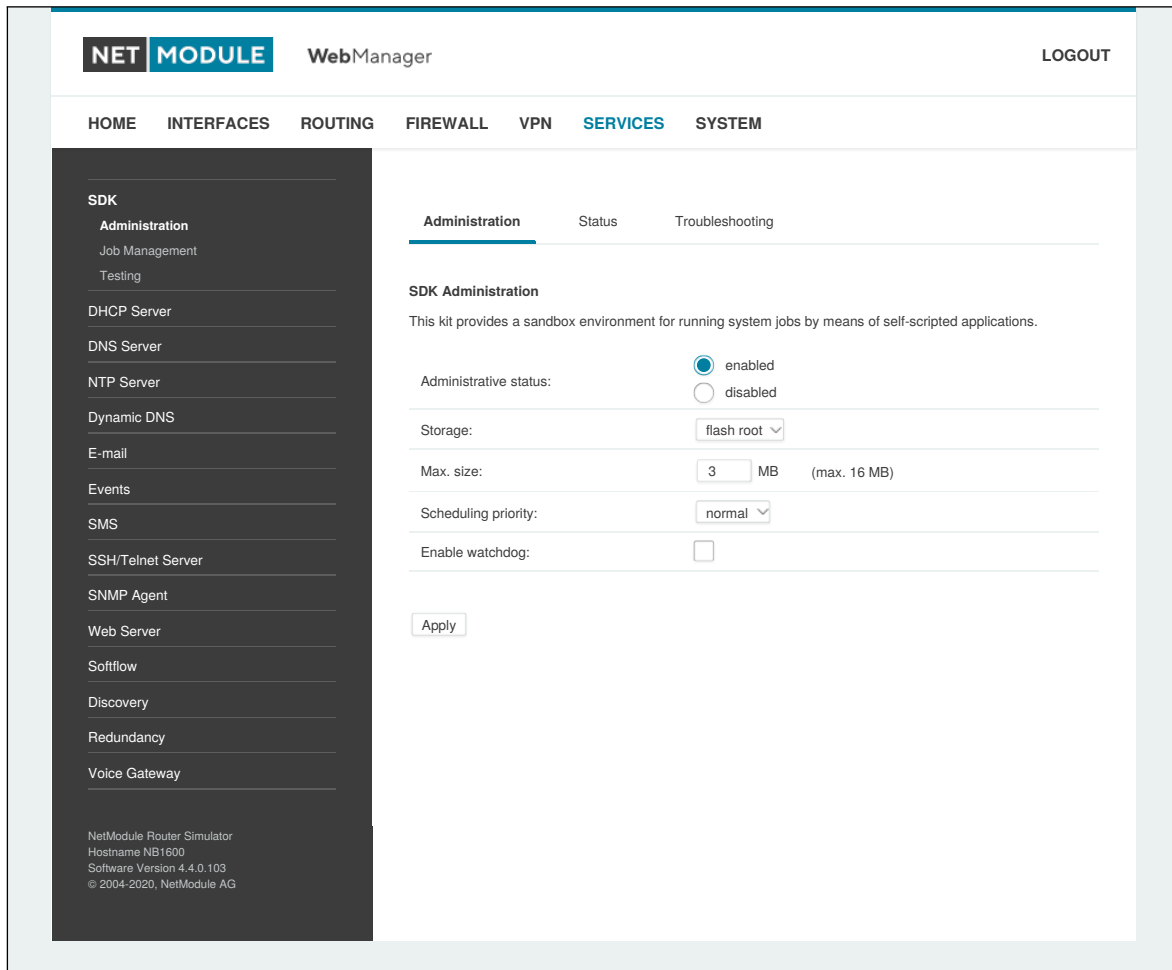 NET MODULE WebManager LOGOUT
HOME INTERFACES ROUTING FIREWALL VPN SERVICES SYSTEM
SDK
Administration
Job Management
Testing
DHCP Server
DNS Server
NTP Server
Dynamic DNS
E-mail
Events
SMS
SSH/Telnet Server
SNMP Agent
Web Server
Softflow
Discovery
Redundancy
Voice Gateway
NetModule Router Simulator
Hostname NB1600
Software Version 4.4.0.103
© 2004-2020, NetModule AG
Administration Status Troubleshooting
SDK Administration
This kit provides a sandbox environment for running system jobs by means of self-scripted applications.
Administrative status:
enabled
disabled
Storage: flash root
Max. size: 3 MB (max. 16 MB)
Scheduling priority: normal
Enable watchdog:
Apply